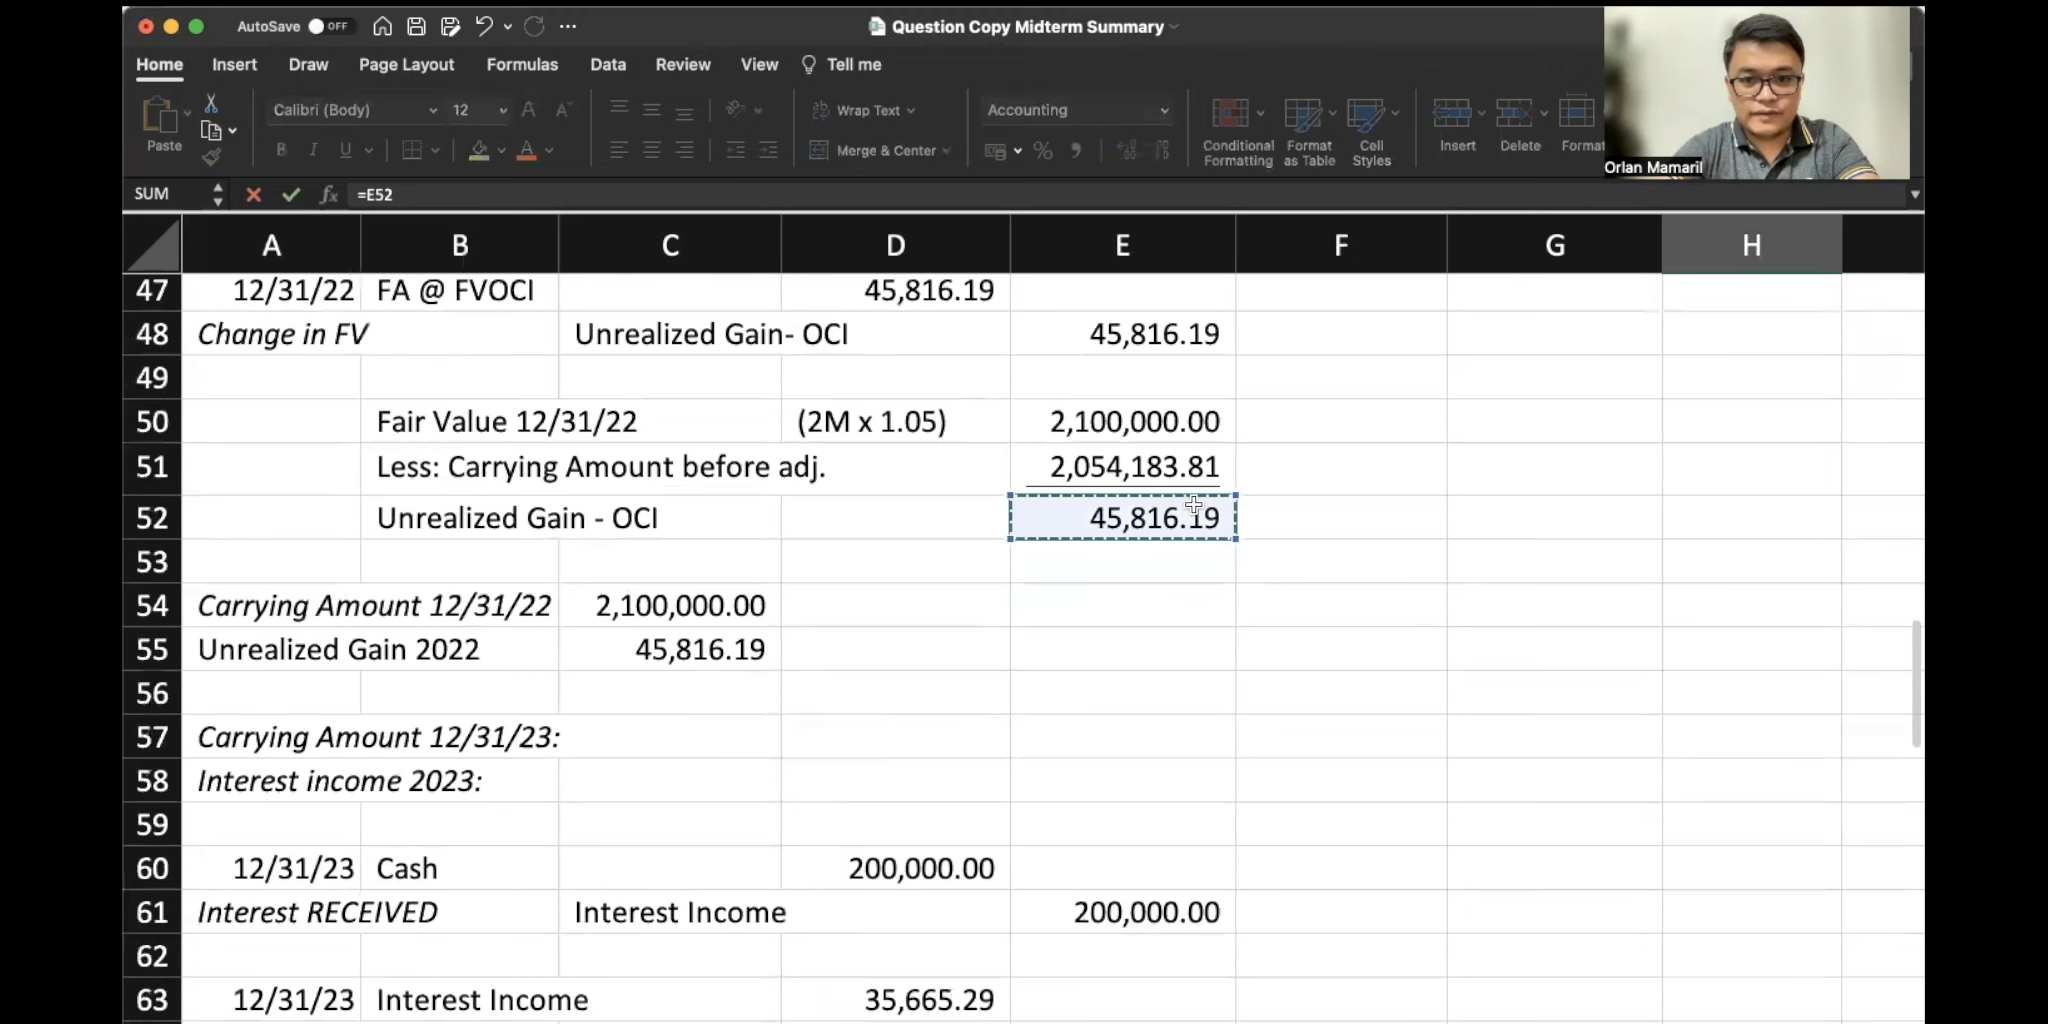 AutoSave OFF
Question Copy Midterm Summary
Home Insert Draw Page Layout Formulas Data Review View Tell me
Paste
Calibri (Body) 12 A A
B I U A
Wrap Text
Merge & Center
Accounting
% 9
Conditional Formatting
Format as Table
Cell Styles
Insert Delete Format
Orlan Mamaril
SUM fx =E52
A B C D E F G H
47 12/31/22 FA @ FVOCI 45,816.19
48 Change in FV Unrealized Gain- OCI 45,816.19
49
50 Fair Value 12/31/22 (2M x 1.05) 2,100,000.00
51 Less: Carrying Amount before adj. 2,054,183.81
52 Unrealized Gain - OCI 45,816.19
53
54 Carrying Amount 12/31/22 2,100,000.00
55 Unrealized Gain 2022 45,816.19
56
57 Carrying Amount 12/31/23:
58 Interest income 2023:
59
60 12/31/23 Cash 200,000.00
61 Interest RECEIVED Interest Income 200,000.00
62
63 12/31/23 Interest Income 35,665.29